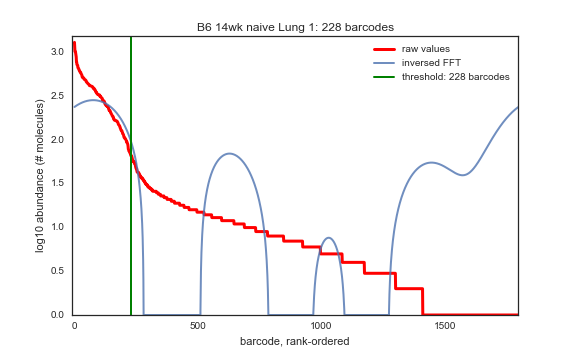 B6 14wk naive Lung 1: 228 barcodes
raw values
inversed FFT
threshold: 228 barcodes
log10 abundance (# molecules)
3.0
2.5
2.0
1.5
1.0
0.5
0.0
0
500
1000
1500
barcode, rank-ordered